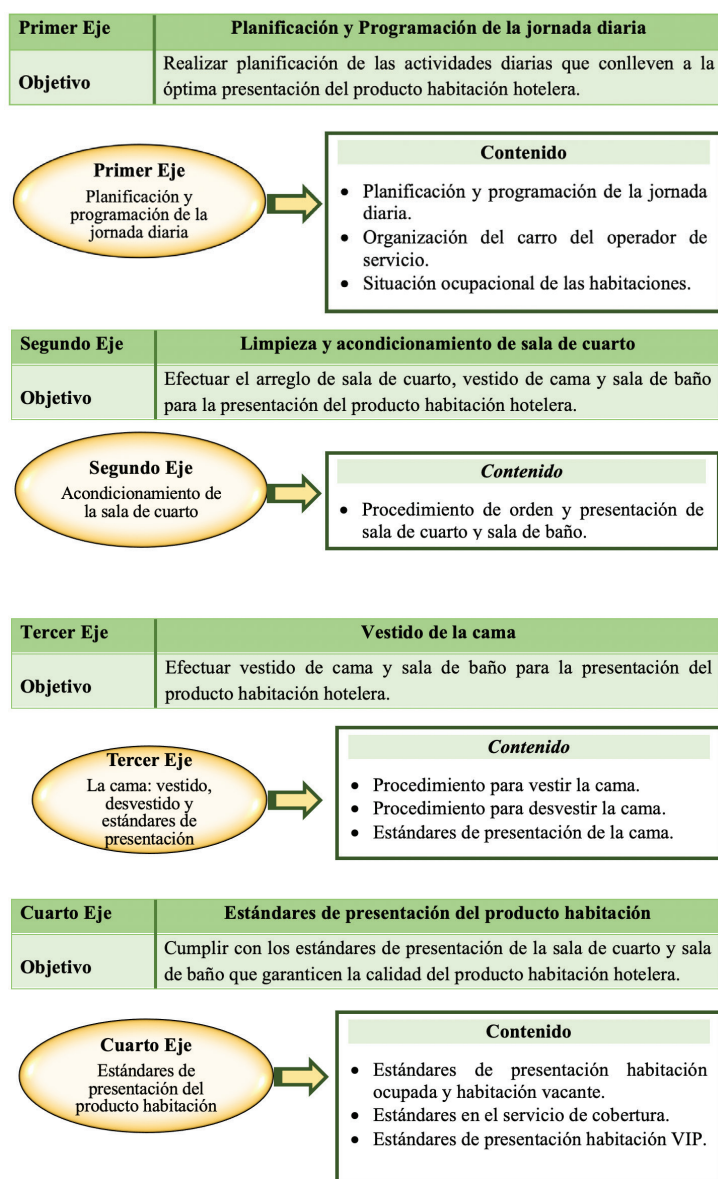 Primer Eje
Planificación y Programación de la jornada diaria
Objetivo
Realizar planificación de las actividades diarias que conlleven a la
óptima presentación del producto habitación hotelera.
Primer Eje
Planificación y
programación de la
jornada diaria
Contenido
• Planificación y programación de la jornada
diaria.
• Organización del carro del operador de
servicio.
• Situación ocupacional de las habitaciones.
Segundo Eje
Limpieza y acondicionamiento de sala de cuarto
Objetivo
Efectuar el arreglo de sala de cuarto, vestido de cama y sala de baño
para la presentación del producto habitación hotelera.
Segundo Eje
Acondicionamiento de
la sala de cuarto
Contenido
• Procedimiento de orden y presentación de
sala de cuarto y sala de baño.
Tercer Eje
Vestido de la cama
Objetivo
Efectuar vestido de cama y sala de baño para la presentación del
producto habitación hotelera.
Tercer Eje
La cama: vestido,
desvestido y
estándares de
presentación
Contenido
• Procedimiento para vestir la cama.
• Procedimiento para desvestir la cama.
• Estándares de presentación de la cama.
Cuarto Eje
Estándares de presentación del producto habitación
Objetivo
Cumplir con los estándares de presentación de la sala de cuarto y sala
de baño que garanticen la calidad del producto habitación hotelera.
Cuarto Eje
Estándares de
presentación del
producto habitación
Contenido
• Estándares de presentación habitación
ocupada y habitación vacante.
• Estándares en el servicio de cobertura.
• Estándares de presentación habitación VIP.